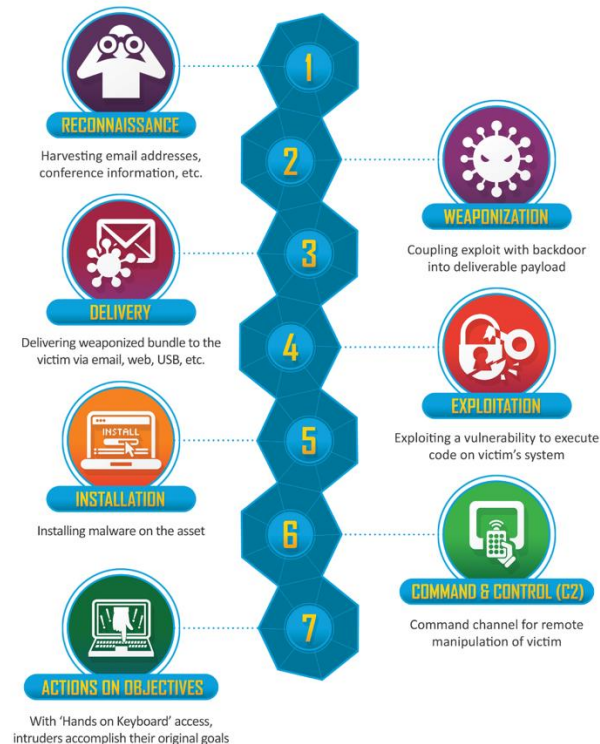 1
RECONNAISSANCE
Harvesting email addresses,
conference information, etc.
2
WEAPONIZATION
Coupling exploit with backdoor
into deliverable payload
3
DELIVERY
Delivering weaponized bundle to the
victim via email, web, USB, etc.
4
EXPLOITATION
Exploiting a vulnerability to execute
code on victim's system
5
INSTALL
INSTALLATION
Installing malware on the asset
6
COMMAND & CONTROL (C2)
Command channel for remote
manipulation of victim
7
ACTIONS ON OBJECTIVES
With 'Hands on Keyboard' access,
intruders accomplish their original goals